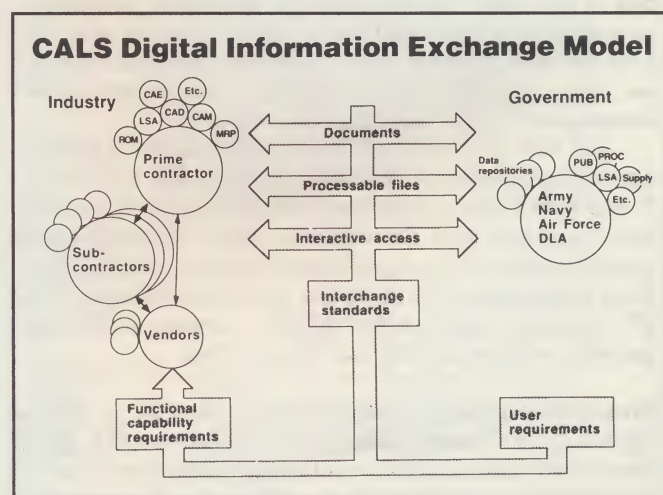 CALS Digital Information Exchange Model
Industry
Government
CAE
Etc.
LSA
CAD
CAM
ROM
MRP
Prime
contractor
Sub-
contractors
Vendors
Documents
Processable files
Interactive access
Interchange
standards
Data
repositories
PUB
PROC
LSA
Supply
Etc.
Army
Navy
Air Force
DLA
Functional
capability
requirements
User
requirements